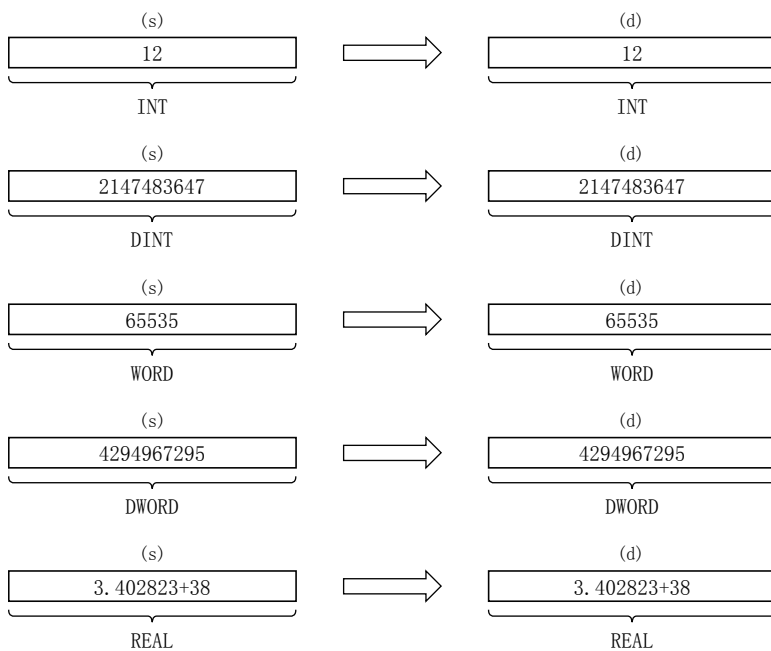 (s) (d)
12 12
INT INT
(s) (d)
2147483647 2147483647
DINT DINT
(s) (d)
65535 65535
WORD WORD
(s) (d)
4294967295 4294967295
DWORD DWORD
(s) (d)
3.402823+38 3.402823+38
REAL REAL